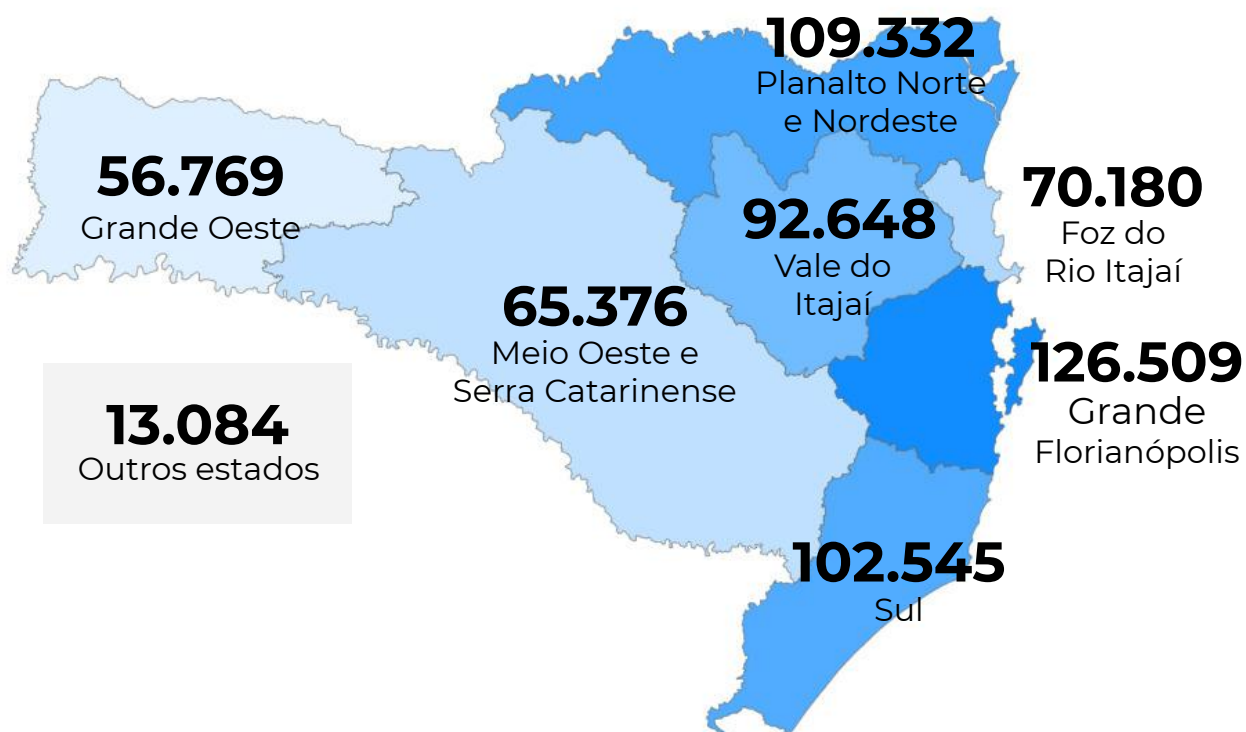 109.332
Planalto Norte
e Nordeste
56.769
Grande Oeste
70.180
Foz do
Rio Itajaí
92.648
Vale do
Itajaí
65.376
Meio Oeste e
Serra Catarinense
126.509
Grande
Florianópolis
13.084
Outros estados
102.545
Sul